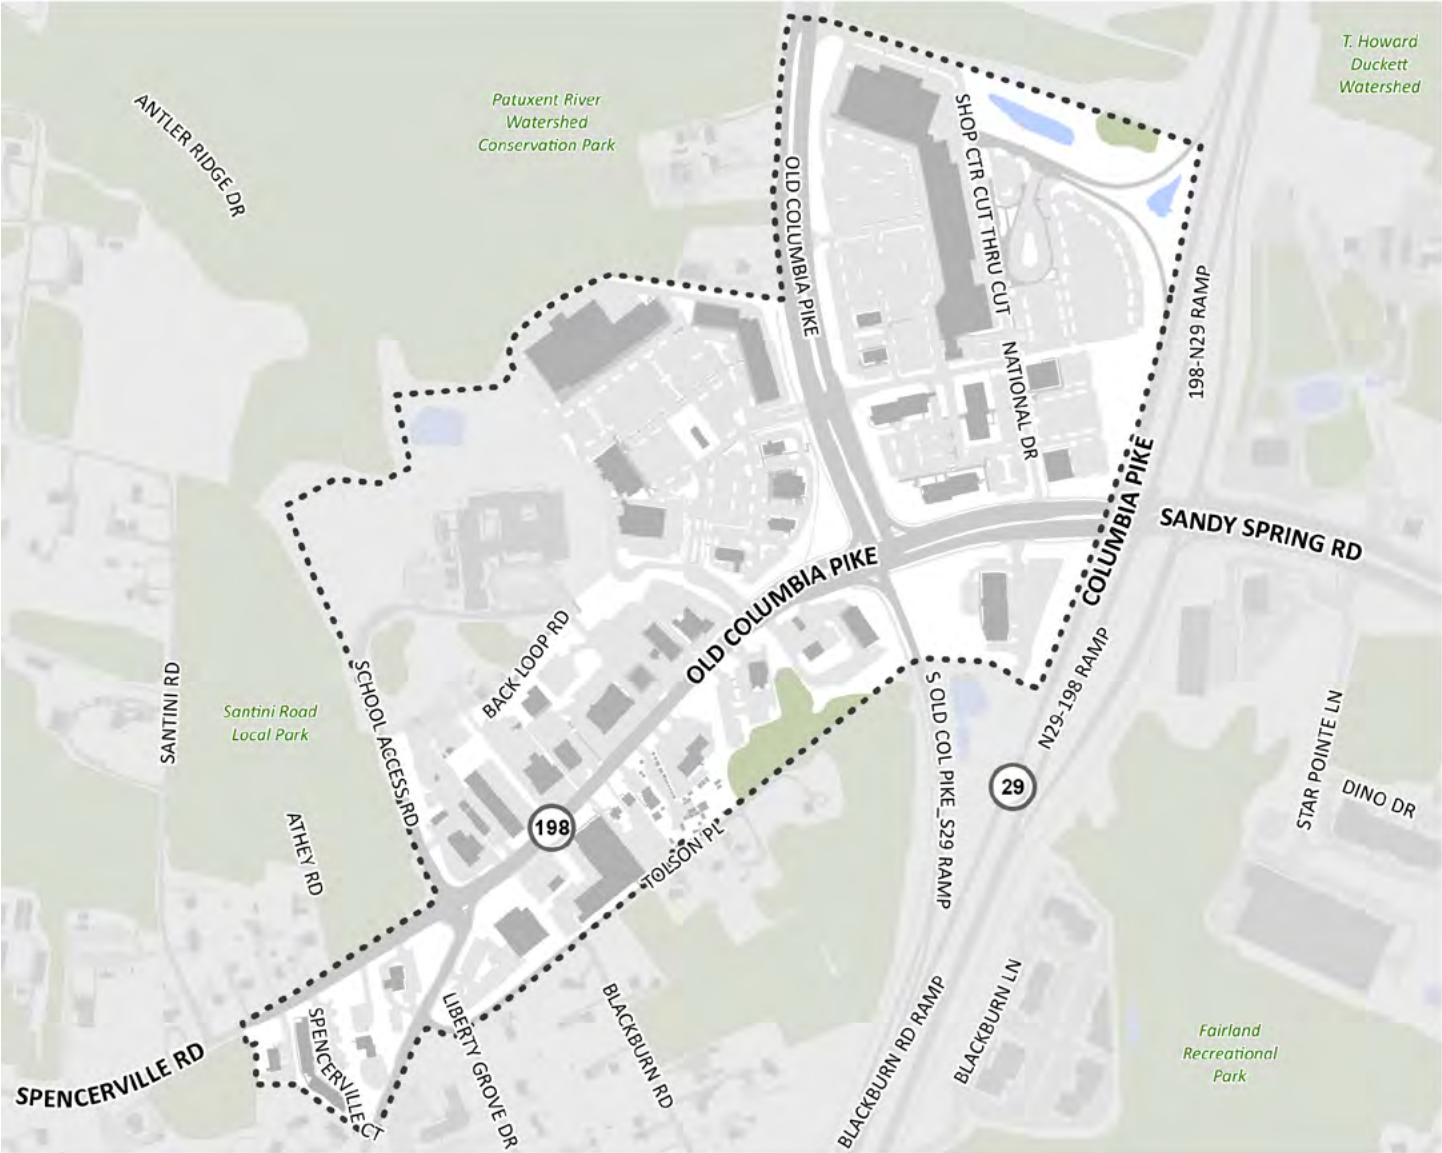 T. Howard
Duckett
Watershed
Patuxent River
Watershed
Conservation Park
ANTLER RIDGE DR
SHOP CTR CUT THRU CUT
OLD COLUMBIA PIKE
198-N29 RAMP
NATIONAL DR
COLUMBIA PIKE
SANDY SPRING RD
OLD COLUMBIA PIKE
BACK LOOP RD
SCHOOL ACCESS RD
SANTINI RD
Santini Road
Local Park
S OLD COL PIKE_S29 RAMP
N29-198 RAMP
29
STAR POINTE LN
DINO DR
198
ATHEY RD
TOLSON PL
SPENCERVILLE RD
SPENCERVILLE CT
LIBERTY GROVE DR
BLACKBURN RD
BLACKBURN RD RAMP
BLACKBURN LN
Fairland
Recreational
Park